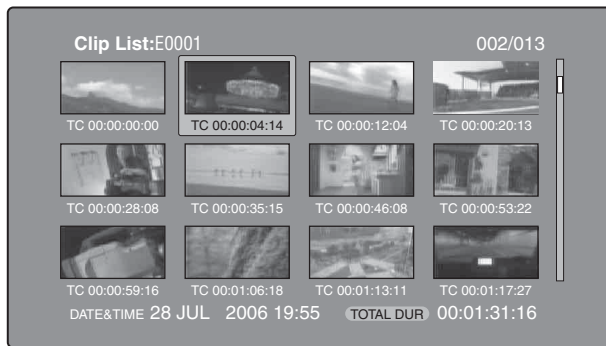 Clip List:E0001 002/013
TC 00:00:00:00 TC 00:00:04:14 TC 00:00:12:04 TC 00:00:20:13
TC 00:00:28:08 TC 00:00:35:15 TC 00:00:46:08 TC 00:00:53:22
TC 00:00:59:16 TC 00:01:06:18 TC 00:01:13:11 TC 00:01:17:27
DATE&TIME 28 JUL 2006 19:55 TOTAL DUR 00:01:31:16